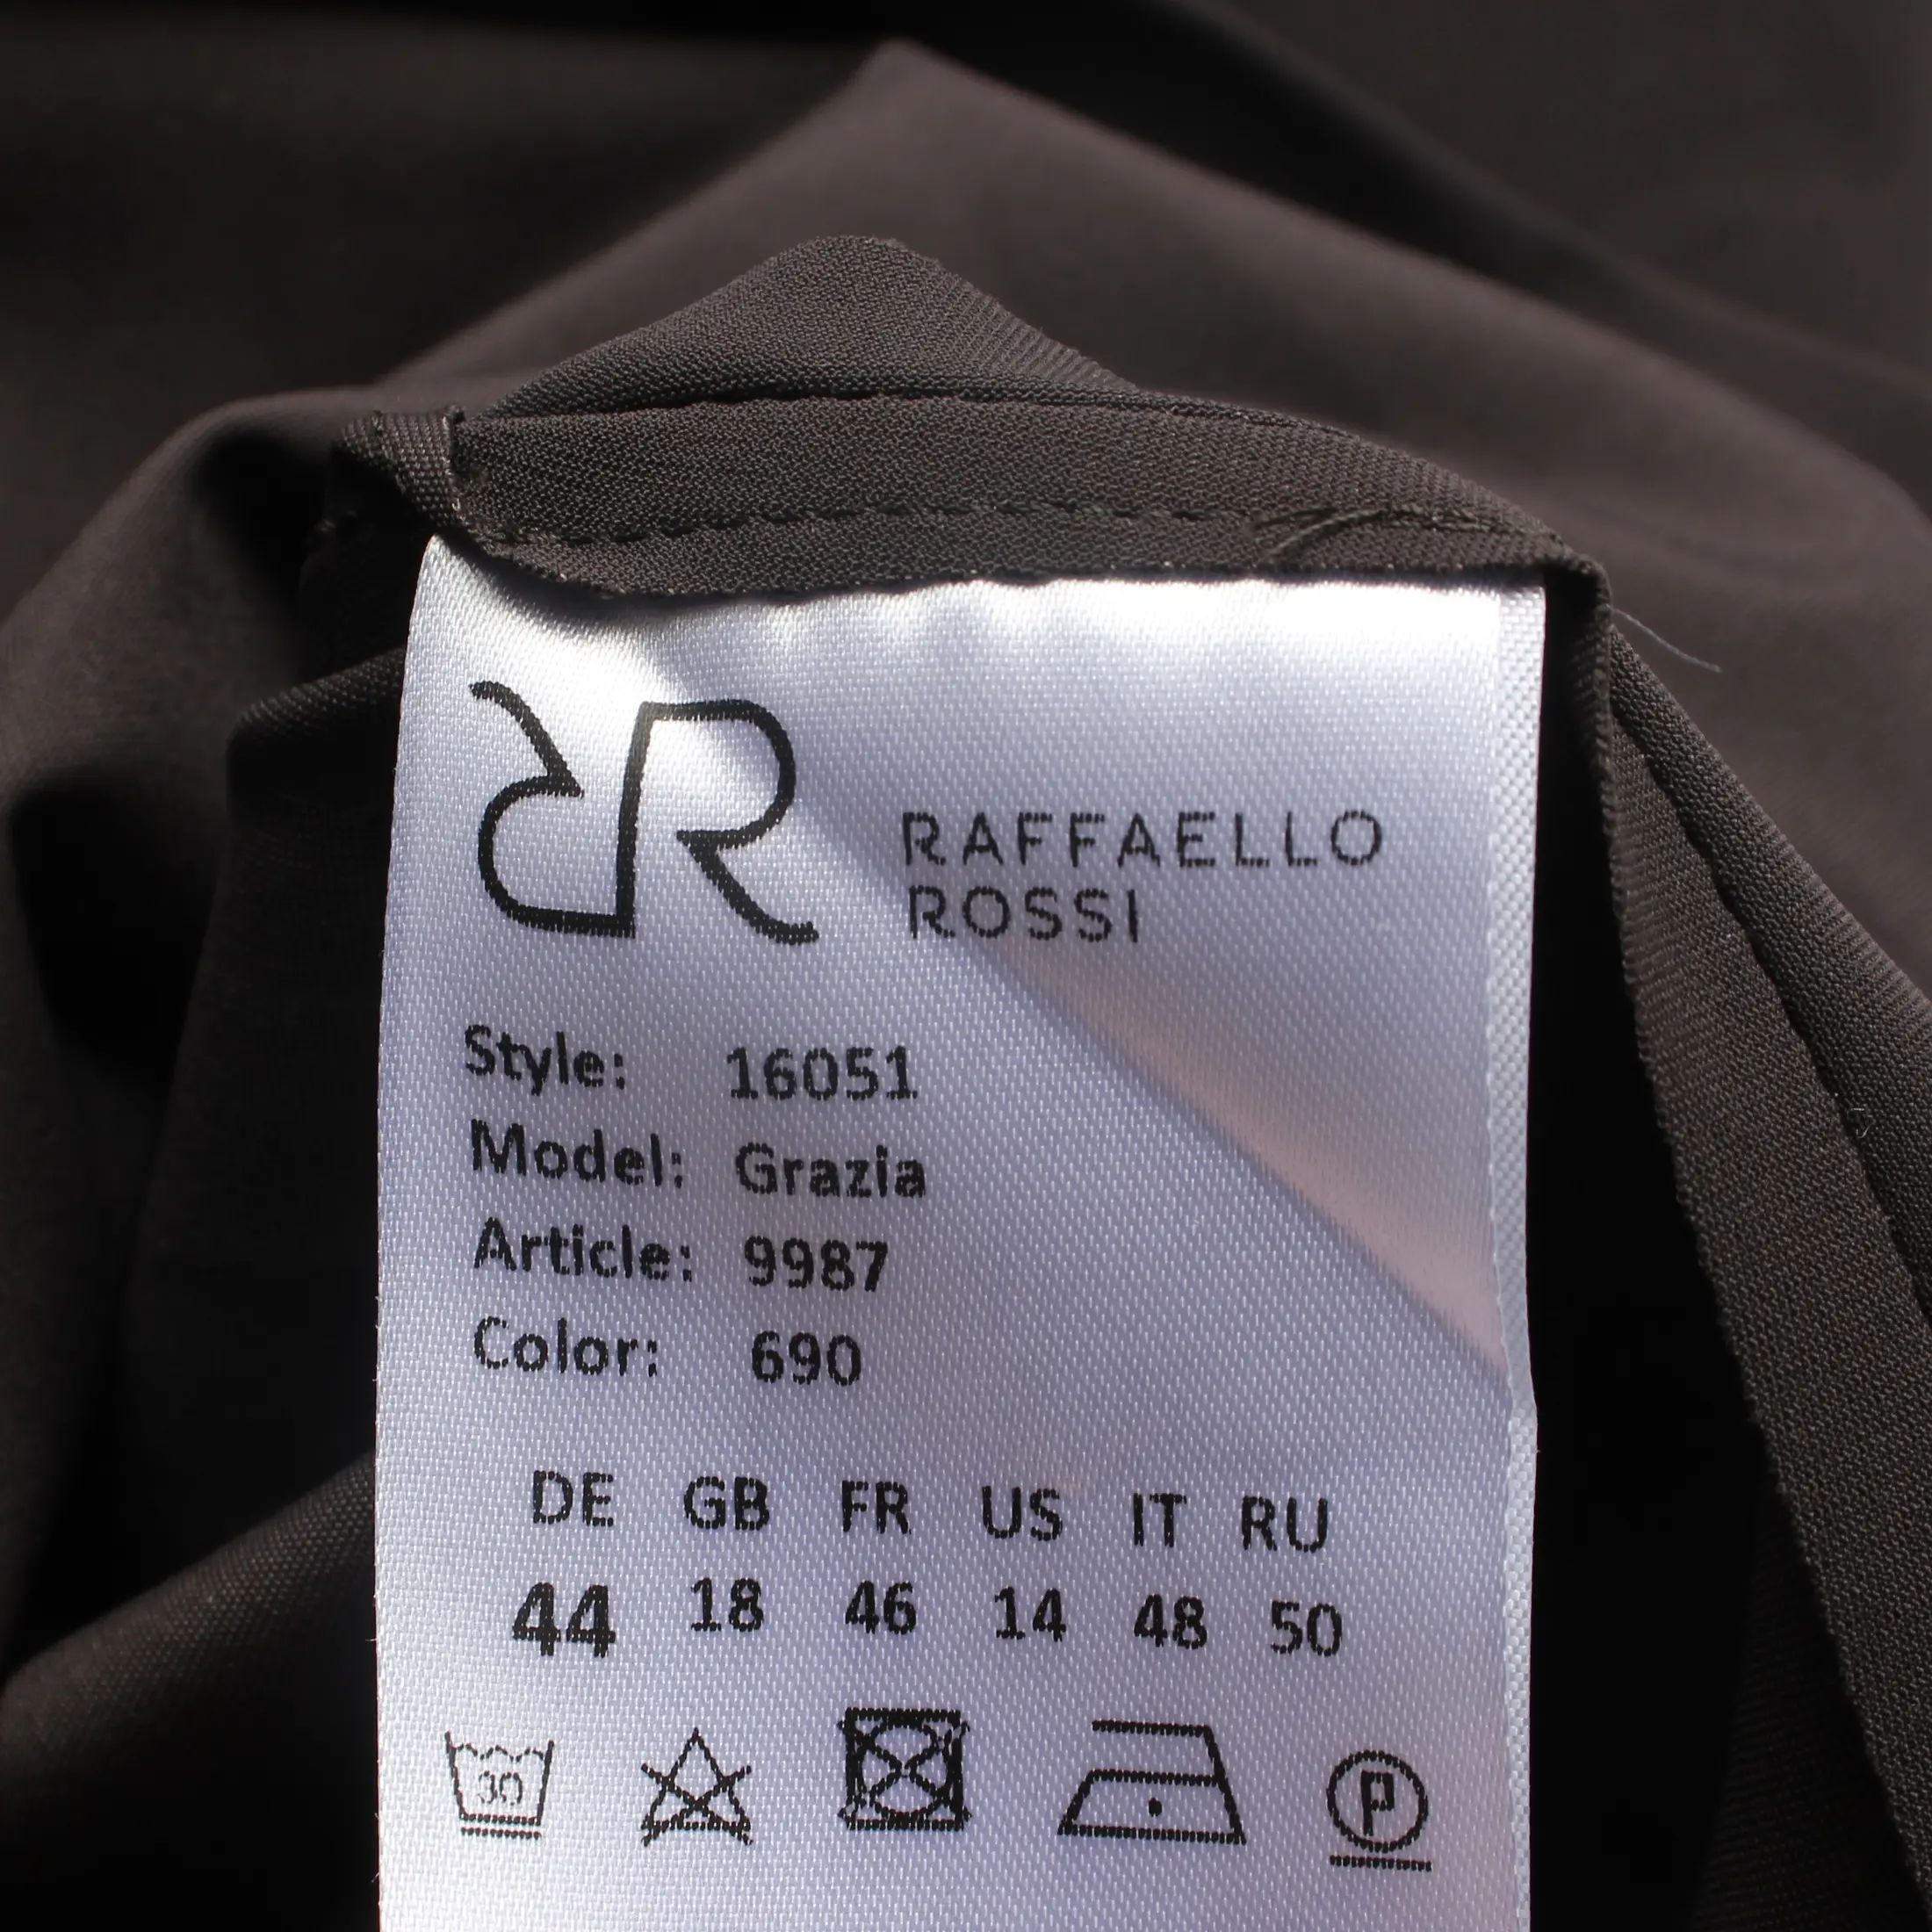 RR
RAFFAELLO
ROSSI
Style: 16051
Model: Grazia
Article: 9987
Color: 690
DE GB FR US IT RU
44 18 46 14 48 50
30 P